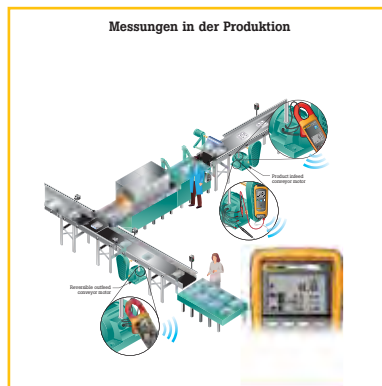 Messungen in der Produktion
Product infeed
conveyor motor
Reversible outfeed
conveyor motor